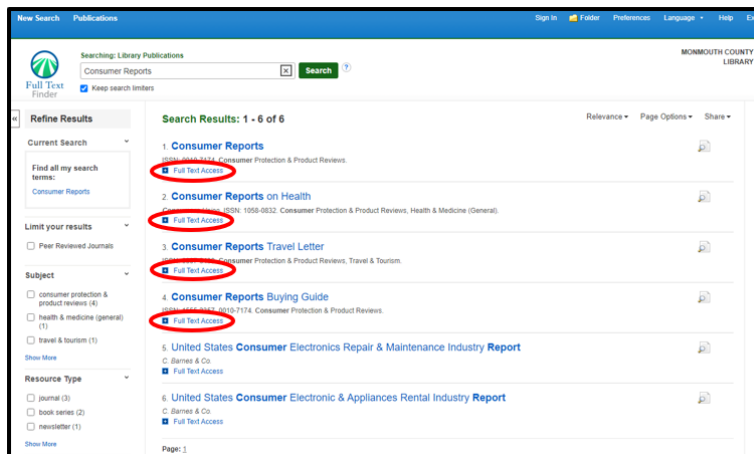 New Search Publications Sign In Folder Preferences Language Help
MONMOUTH COUNTY
LIBRARY
Full Text
Finder
Searching: Library Publications
Consumer Reports Search
Keep search limiters
Refine Results
Current Search
Find all my search
terms:
Consumer Reports
Limit your results
Peer Reviewed Journals
Subject
consumer protection &
product reviews (4)
health & medicine (general)
(1)
travel & tourism (1)
Show More
Resource Type
journal (3)
book series (2)
newsletter (1)
Show More
Search Results: 1 - 6 of 6 Relevance Page Options Share
1. Consumer Reports
Consumer Protection & Product Reviews.
Full Text Access
2. Consumer Reports on Health
ISSN: 1058-0832. Consumer Protection & Product Reviews, Health & Medicine (General).
Full Text Access
3. Consumer Reports Travel Letter
Consumer Protection & Product Reviews, Travel & Tourism.
Full Text Access
4. Consumer Reports Buying Guide
0010-7174. Consumer Protection & Product Reviews.
Full Text Access
5. United States Consumer Electronics Repair & Maintenance Industry Report
C. Barnes & Co.
Full Text Access
6. United States Consumer Electronic & Appliances Rental Industry Report
C. Barnes & Co.
Full Text Access
Page: 1